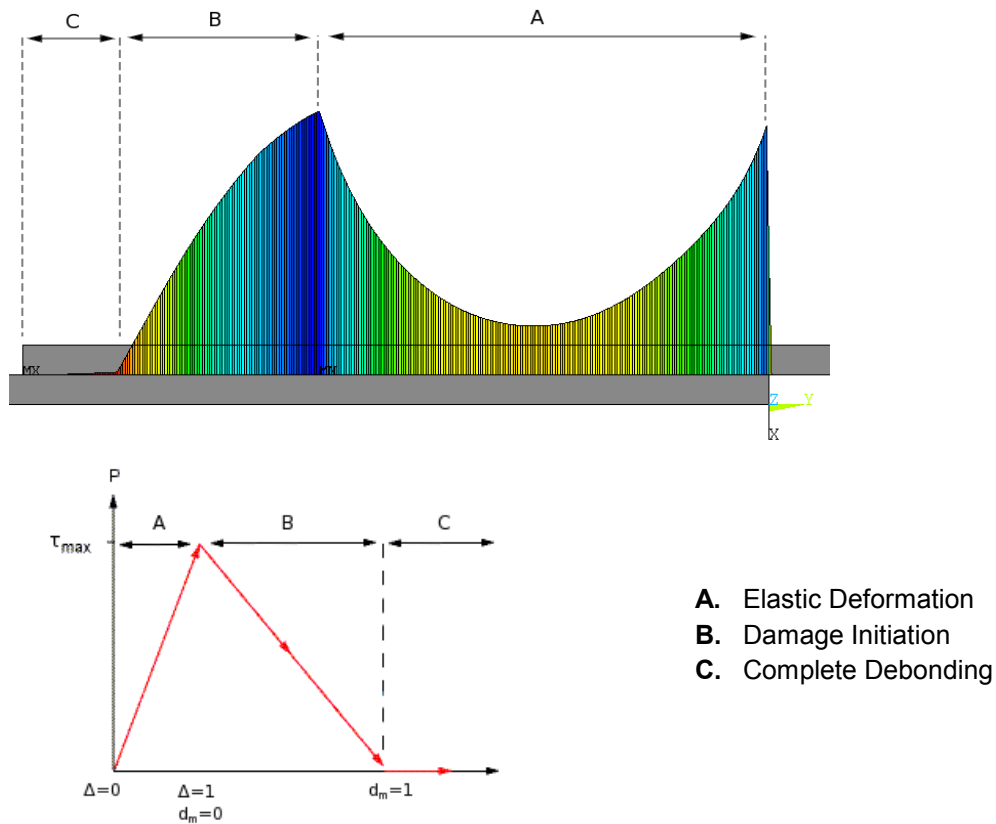 C B A
MX MN
Z Y
X
P
A B C
τmax
Δ=0 Δ=1 dm=1
dm=0
A. Elastic Deformation
B. Damage Initiation
C. Complete Debonding